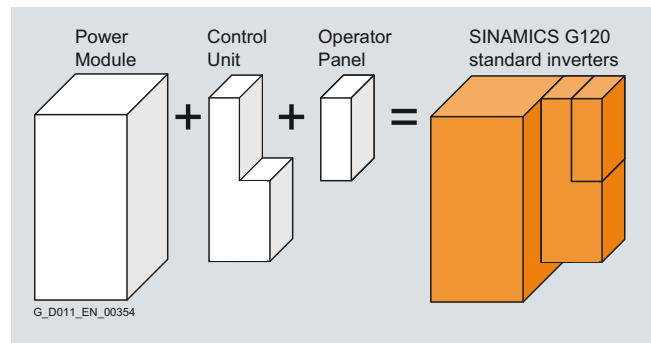 Power
Module
Control
Unit
Operator
Panel
SINAMICS G120
standard inverters
+
+
=
G_D011_EN_00354